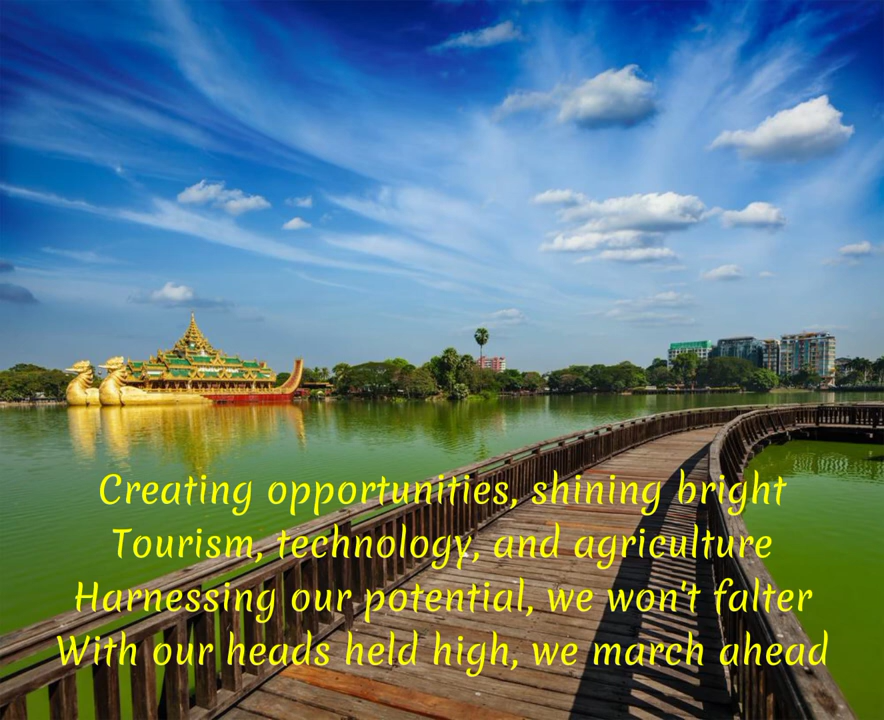 Creating opportunities, shining bright
Tourism, technology, and agriculture
Harnessing our potential, we won't falter
With our heads held high, we march ahead